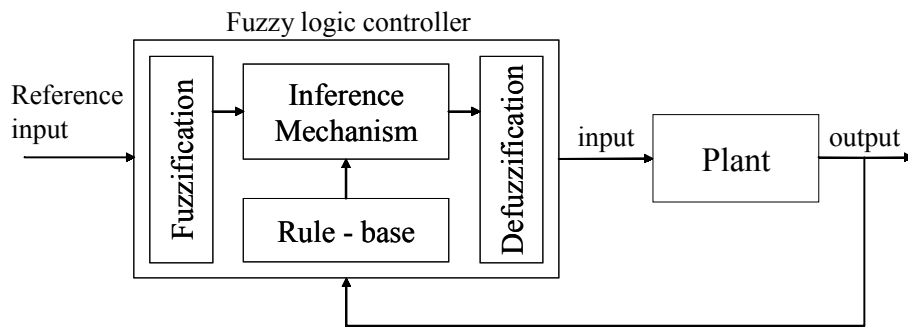 Fuzzy logic controller
Reference
input
Fuzzification
Inference
Mechanism
Rule - base
Defuzzification
input
Plant
output